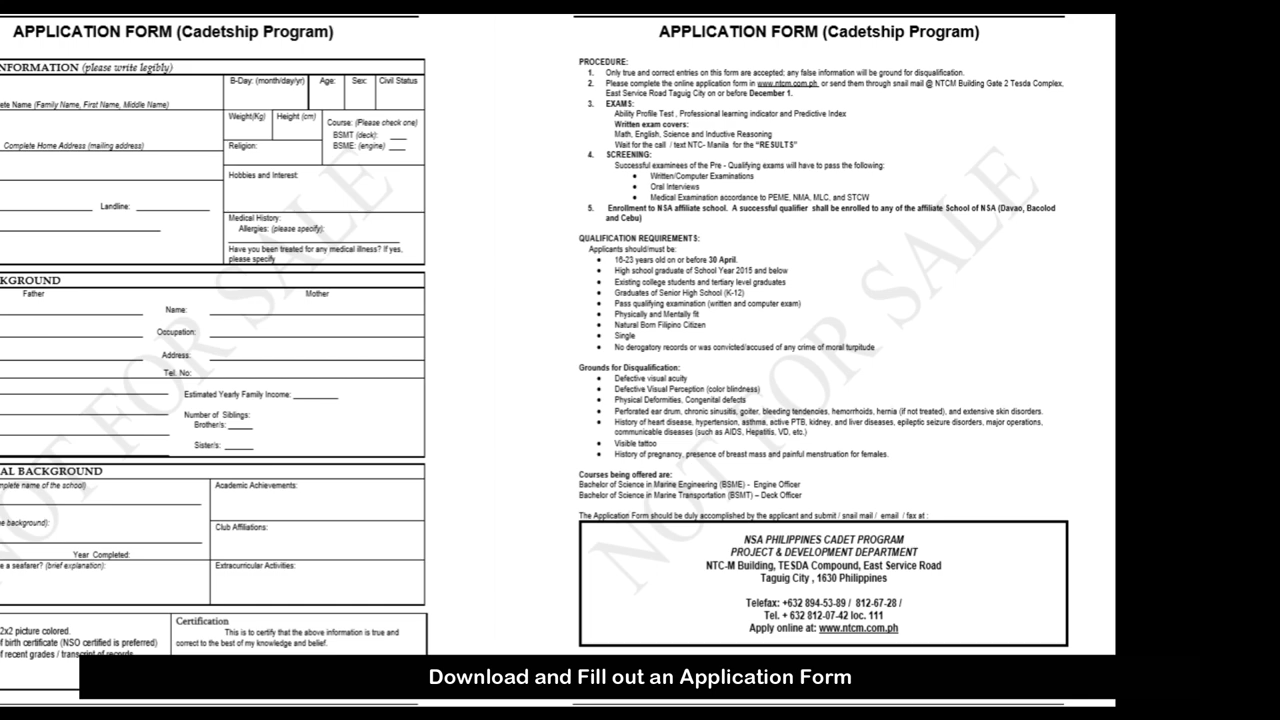 APPLICATION FORM (Cadetship Program)
NFORMATION (please write legibly)
B-Day: (month/day/yr)
Age:
Sex:
Civil Status
ete Name (Family Name, First Name, Middle Name)
Weight(Kg)
Height (cm)
Course: (Please check one)
BSMT (deck): ____
BSME: (engine) ____
Complete Home Address (mailing address)
Religion:
Hobbies and Interest:
Landline:
Medical History:
Allergies: (please specify):
Have you been treated for any medical illness? If yes,
please specify
KGROUND
Father
Mother
Name:
Occupation:
Address:
Tel. No:
Estimated Yearly Family Income: __________
Number of Siblings:
Brother/s: _____
Sister/s: ______
AL BACKGROUND
mplete name of the school)
Academic Achievements:
e background):
Club Affiliations:
Year Completed:
e a seafarer? (brief explanation):
Extracurricular Activities:
2x2 picture colored.
f birth certificate (NSO certified is preferred)
f recent grades / transcript of records
Certification
This is to certify that the above information is true and
correct to the best of my knowledge and belief.
NOT FOR SALE
APPLICATION FORM (Cadetship Program)
PROCEDURE:
1. Only true and correct entries on this form are accepted; any false information will be ground for disqualification.
2. Please complete the online application form in www.ntcm.com.ph or send them through snail mail @ NTCM Building Gate 2 Tesda Complex,
East Service Road Taguig City on or before December 1.
3. EXAMS:
Ability Profile Test , Professional learning indicator and Predictive Index
Written exam covers:
Math, English, Science and Inductive Reasoning
Wait for the call / text NTC- Manila for the "RESULTS"
4. SCREENING:
Successful examinees of the Pre - Qualifying exams will have to pass the following:
• Written/Computer Examinations
• Oral Interviews
• Medical Examination accordance to PEME, NMA, MLC, and STCW
5. Enrollment to NSA affiliate school. A successful qualifier shall be enrolled to any of the affiliate School of NSA (Davao, Bacolod
and Cebu)
QUALIFICATION REQUIREMENTS:
Applicants should/must be:
• 16-23 years old on or before 30 April.
• High school graduate of School Year 2015 and below
• Existing college students and tertiary level graduates
• Graduates of Senior High School (K-12)
• Pass qualifying examination (written and computer exam)
• Physically and Mentally fit
• Natural Born Filipino Citizen
• Single
• No derogatory records or was convicted/accused of any crime of moral turpitude
Grounds for Disqualification:
• Defective visual acuity
• Defective Visual Perception (color blindness)
• Physical Deformities, Congenital defects
• Perforated ear drum, chronic sinusitis, goiter, bleeding tendencies, hemorrhoids, hernia (if not treated), and extensive skin disorders.
• History of heart disease, hypertension, asthma, active PTB, kidney, and liver diseases, epileptic seizure disorders, major operations,
communicable diseases (such as AIDS, Hepatitis, VD, etc.)
• Visible tattoo
• History of pregnancy, presence of breast mass and painful menstruation for females.
Courses being offered are:
Bachelor of Science in Marine Engineering (BSME) - Engine Officer
Bachelor of Science in Marine Transportation (BSMT) – Deck Officer
The Application Form should be duly accomplished by the applicant and submit / snail mail / email / fax at :
NSA PHILIPPINES CADET PROGRAM
PROJECT & DEVELOPMENT DEPARTMENT
NTC-M Building, TESDA Compound, East Service Road
Taguig City , 1630 Philippines
Telefax: +632 894-53-89 / 812-67-28 /
Tel. + 632 812-07-42 loc. 111
Apply online at: www.ntcm.com.ph
NOT FOR SALE
Download and Fill out an Application Form